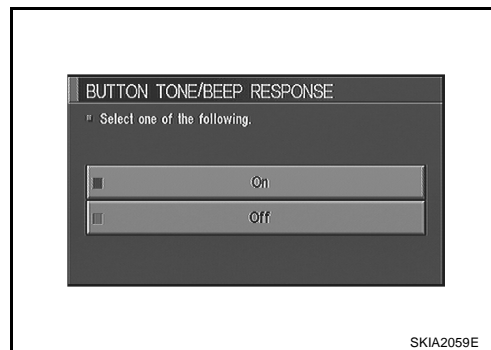 BUTTON TONE/BEEP RESPONSE
Select one of the following.
On
Off
SKIA2059E